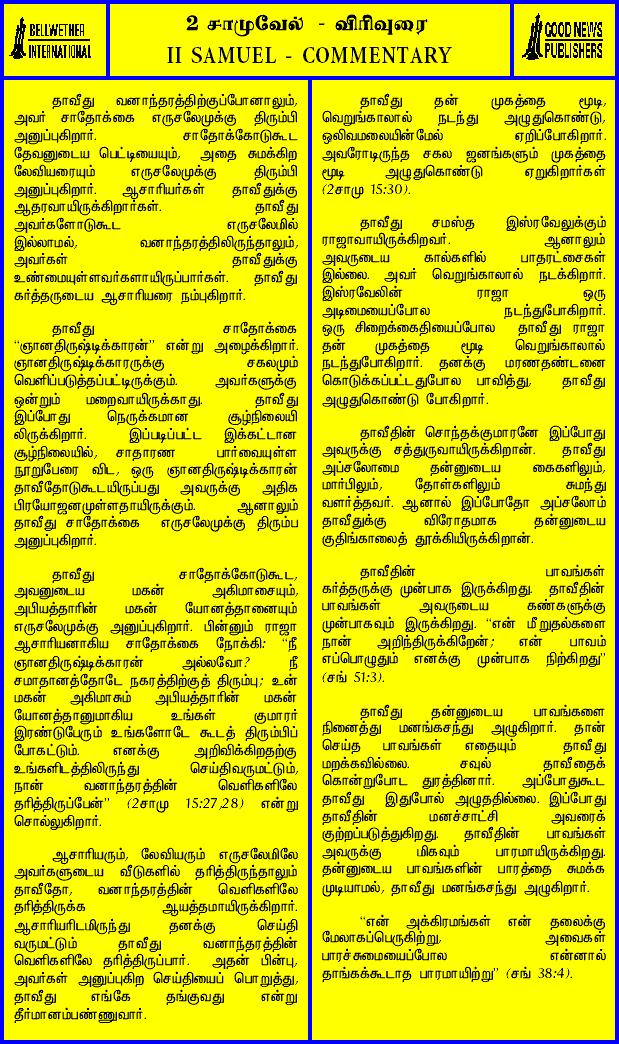 BELLWETHER
INTERNATIONAL
2 சாமுவேல் - விரிவுரை
II SAMUEL - COMMENTARY
GOOD NEWS
PUBLISHERS
தாவீது வனாந்தரத்திற்குப்போனாலும்,
அவர் சாதோக்கை எருசலேமுக்கு திரும்பி
அனுப்புகிறார். சாதோக்கோடுகூட
தேவனுடைய பெட்டியையும், அதை சுமக்கிற
லேவியரையும் எருசலேமுக்கு திரும்பி
அனுப்புகிறார். ஆசாரியர்கள் தாவீதுக்கு
ஆதரவாயிருக்கிறார்கள். தாவீது
அவர்களோடுகூட எருசலேமில்
இல்லாமல், வனாந்தரத்திலிருந்தாலும்,
அவர்கள் தாவீதுக்கு
உண்மையுள்ளவர்களாயிருப்பார்கள். தாவீது
கர்த்தருடைய ஆசாரியரை நம்புகிறார்.
தாவீது சாதோக்கை
“ஞானதிருஷ்டிக்காரன்” என்று அழைக்கிறார்.
ஞானதிருஷ்டிக்காரருக்கு சகலமும்
வெளிப்படுத்தப்பட்டிருக்கும். அவர்களுக்கு
ஒன்றும் மறைவாயிருக்காது. தாவீது
இப்போது நெருக்கமான சூழ்நிலையி
லிருக்கிறார். இப்படிப்பட்ட இக்கட்டான
சூழ்நிலையில், சாதாரண பார்வையுள்ள
நூறுபேரை விட, ஒரு ஞானதிருஷ்டிக்காரன்
தாவீதோடுகூடயிருப்பது அவருக்கு அதிக
பிரயோஜனமுள்ளதாயிருக்கும். ஆனாலும்
தாவீது சாதோக்கை எருசலேமுக்கு திரும்ப
அனுப்புகிறார்.
தாவீது சாதோக்கோடுகூட,
அவனுடைய மகன் அகிமாசையும்,
அபியத்தாரின் மகன் யோனத்தானையும்
எருசலேமுக்கு அனுப்புகிறார். பின்னும் ராஜா
ஆசாரியனாகிய சாதோக்கை நோக்கி: “நீ
ஞானதிருஷ்டிக்காரன் அல்லவோ? நீ
சமாதானத்தோடே நகரத்திற்குத் திரும்பு; உன்
மகன் அகிமாசும் அபியத்தாரின் மகன்
யோனத்தானுமாகிய உங்கள் குமாரர்
இரண்டுபேரும் உங்களோடே கூடத் திரும்பிப்
போகட்டும். எனக்கு அறிவிக்கிறதற்கு
உங்களிடத்திலிருந்து செய்திவருமட்டும்,
நான் வனாந்தரத்தின் வெளிகளிலே
தரித்திருப்பேன்” (2சாமு 15:27,28) என்று
சொல்லுகிறார்.
ஆசாரியரும், லேவியரும் எருசலேமிலே
அவர்களுடைய வீடுகளில் தரித்திருந்தாலும்
தாவீதோ, வனாந்தரத்தின் வெளிகளிலே
தரித்திருக்க ஆயத்தமாயிருக்கிறார்.
ஆசாரியரிடமிருந்து தனக்கு செய்தி
வருமட்டும் தாவீது வனாந்தரத்தின்
வெளிகளிலே தரித்திருப்பார். அதன் பின்பு,
அவர்கள் அனுப்புகிற செய்தியைப் பொறுத்து,
தாவீது எங்கே தங்குவது என்று
தீர்மானம்பண்ணுவார்.
தாவீது தன் முகத்தை மூடி,
வெறுங்காலால் நடந்து அழுதுகொண்டு,
ஒலிவமலையின்மேல் ஏறிப்போகிறார்.
அவரோடிருந்த சகல ஜனங்களும் முகத்தை
மூடி அழுதுகொண்டு ஏறுகிறார்கள்
(2சாமு 15:30).
தாவீது சமஸ்த இஸ்ரவேலுக்கும்
ராஜாவாயிருக்கிறவர். ஆனாலும்
அவருடைய கால்களில் பாதரட்சைகள்
இல்லை. அவர் வெறுங்காலால் நடக்கிறார்.
இஸ்ரவேலின் ராஜா ஒரு
அடிமையைப்போல நடந்துபோகிறார்.
ஒரு சிறைக்கைதியைப்போல தாவீது ராஜா
தன் முகத்தை மூடி வெறுங்காலால்
நடந்துபோகிறார். தனக்கு மரணதண்டனை
கொடுக்கப்பட்டதுபோல பாவித்து, தாவீது
அழுதுகொண்டு போகிறார்.
தாவீதின் சொந்தக்குமாரனே இப்போது
அவருக்கு சத்துருவாயிருக்கிறான். தாவீது
அப்சலோமை தன்னுடைய கைகளிலும்,
மார்பிலும், தோள்களிலும் சுமந்து
வளர்த்தவர். ஆனால் இப்போதோ அப்சலோம்
தாவீதுக்கு விரோதமாக தன்னுடைய
குதிங்காலைத் தூக்கியிருக்கிறான்.
தாவீதின் பாவங்கள்
கர்த்தருக்கு முன்பாக இருக்கிறது. தாவீதின்
பாவங்கள் அவருடைய கண்களுக்கு
முன்பாகவும் இருக்கிறது. “என் மீறுதல்களை
நான் அறிந்திருக்கிறேன்; என் பாவம்
எப்பொழுதும் எனக்கு முன்பாக நிற்கிறது”
(சங் 51:3).
தாவீது தன்னுடைய பாவங்களை
நினைத்து மனங்கசந்து அழுகிறார். தான்
செய்த பாவங்கள் எதையும் தாவீது
மறக்கவில்லை. சவுல் தாவீதைக்
கொன்றுபோட துரத்தினார். அப்போதுகூட
தாவீது இதுபோல் அழுததில்லை. இப்போது
தாவீதின் மனச்சாட்சி அவரைக்
குற்றப்படுத்துகிறது. தாவீதின் பாவங்கள்
அவருக்கு மிகவும் பாரமாயிருக்கிறது.
தன்னுடைய பாவங்களின் பாரத்தை சுமக்க
முடியாமல், தாவீது மனங்கசந்து அழுகிறார்.
“என் அக்கிரமங்கள் என் தலைக்கு
மேலாகப்பெருகிற்று, அவைகள்
பாரச்சுமையைப்போல என்னால்
தாங்கக்கூடாத பாரமாயிற்று” (சங் 38:4).